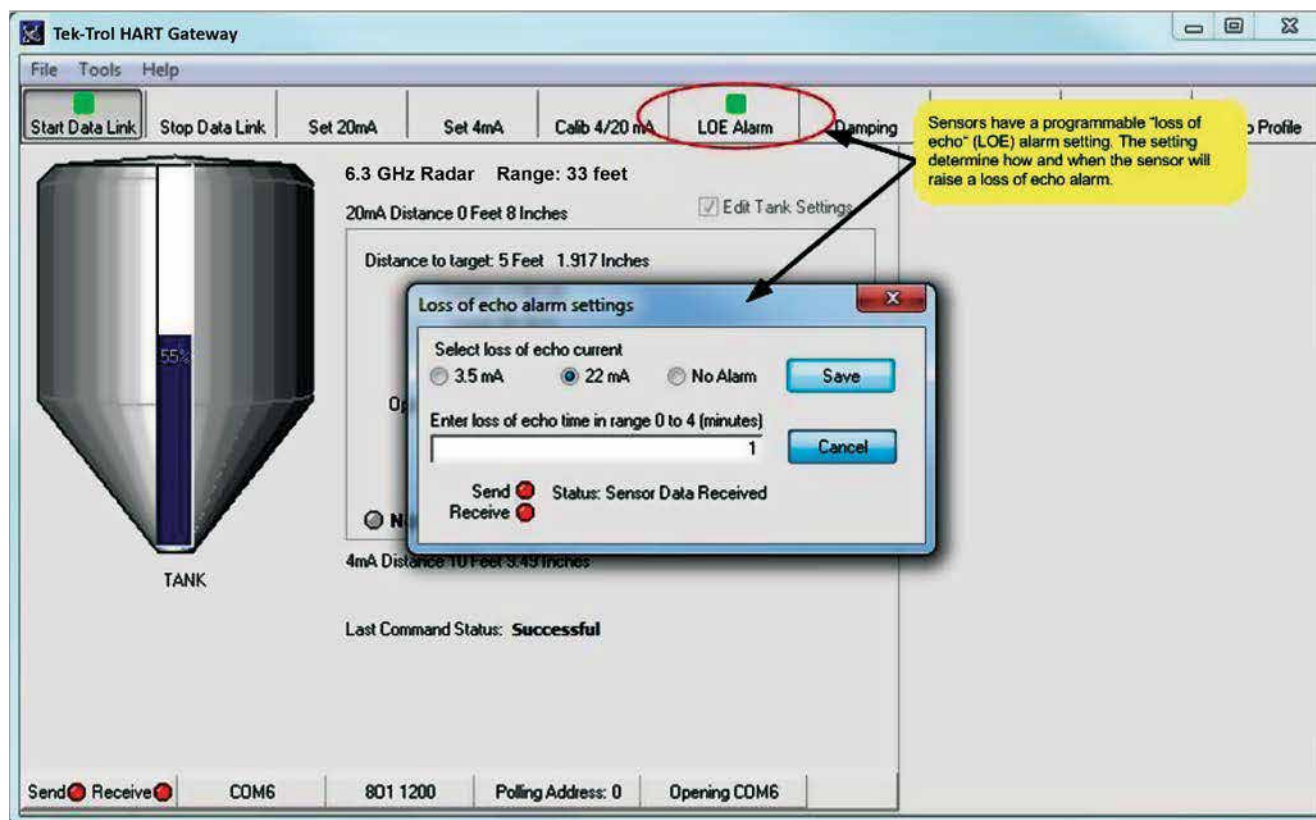 Tek-Trol HART Gateway
File Tools Help
Start Data Link Stop Data Link Set 20mA Set 4mA Calib 4/20 mA LOE Alarm Damping Profile
Sensors have a programmable "loss of
echo" (LOE) alarm setting. The setting
determine how and when the sensor will
raise a loss of echo alarm.
6.3 GHz Radar Range: 33 feet
20mA Distance 0 Feet 8 Inches
Edit Tank Settings
Distance to target: 5 Feet 1.917 Inches
Loss of echo alarm settings
Select loss of echo current
3.5 mA 22 mA No Alarm Save
Enter loss of echo time in range 0 to 4 (minutes)
1 Cancel
Send Status: Sensor Data Received
Receive
55%
4mA Distance 10 Feet 9.49 Inches
TANK
Last Command Status: Successful
Send Receive COM6 8O1 1200 Polling Address: 0 Opening COM6